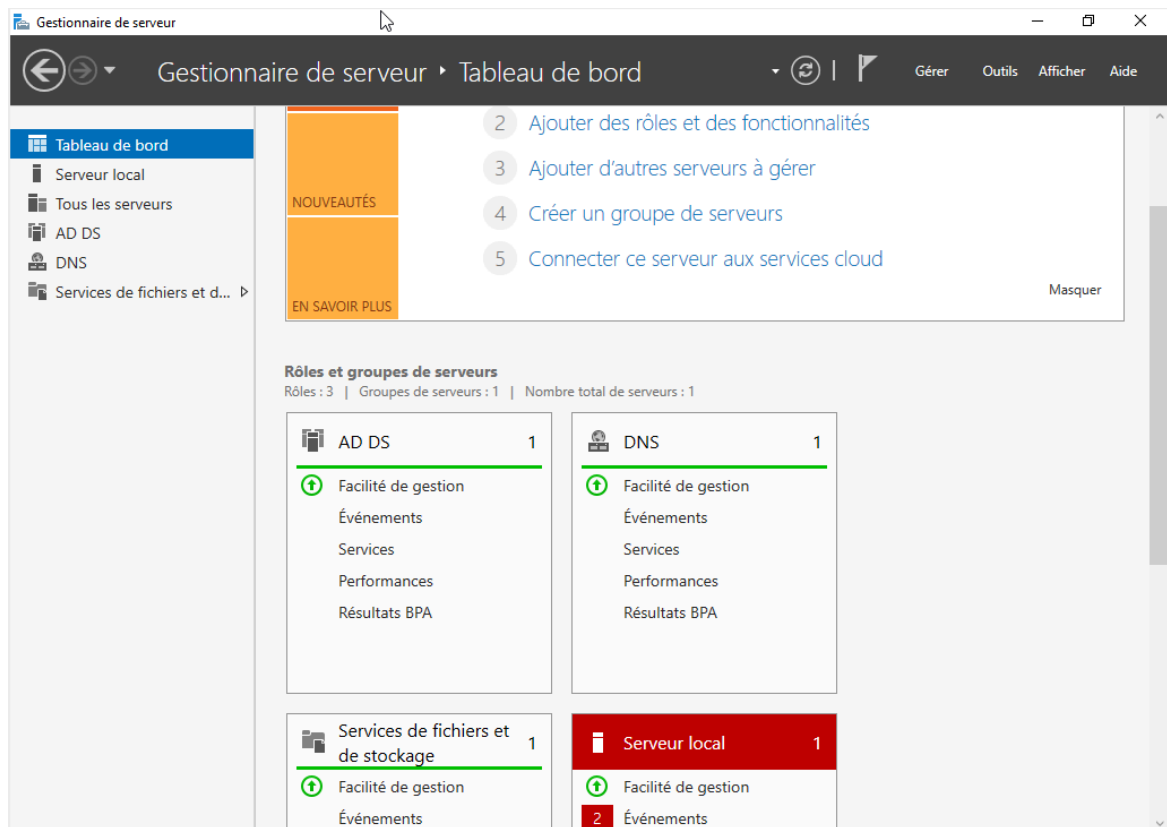 Gestionnaire de serveur
Gestionnaire de serveur ‣ Tableau de bord
Gérer Outils Afficher Aide
Tableau de bord
Serveur local
Tous les serveurs
AD DS
DNS
Services de fichiers et d...
NOUVEAUTÉS
EN SAVOIR PLUS
2 Ajouter des rôles et des fonctionnalités
3 Ajouter d’autres serveurs à gérer
4 Créer un groupe de serveurs
5 Connecter ce serveur aux services cloud
Masquer
Rôles et groupes de serveurs
Rôles : 3 | Groupes de serveurs : 1 | Nombre total de serveurs : 1
AD DS 1
Facilité de gestion
Événements
Services
Performances
Résultats BPA
DNS 1
Facilité de gestion
Événements
Services
Performances
Résultats BPA
Services de fichiers et
de stockage 1
Facilité de gestion
Événements
Serveur local 1
Facilité de gestion
2 Événements